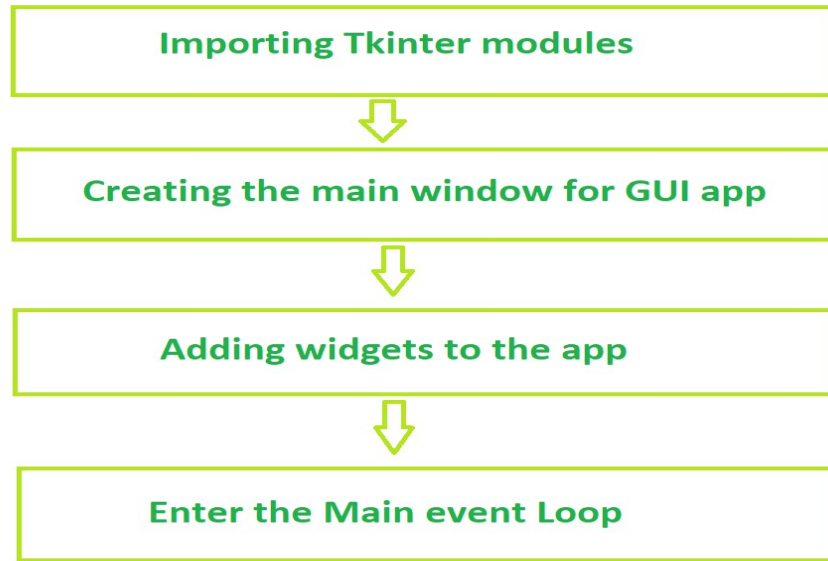 Importing Tkinter modules
Creating the main window for GUI app
Adding widgets to the app
Enter the Main event Loop